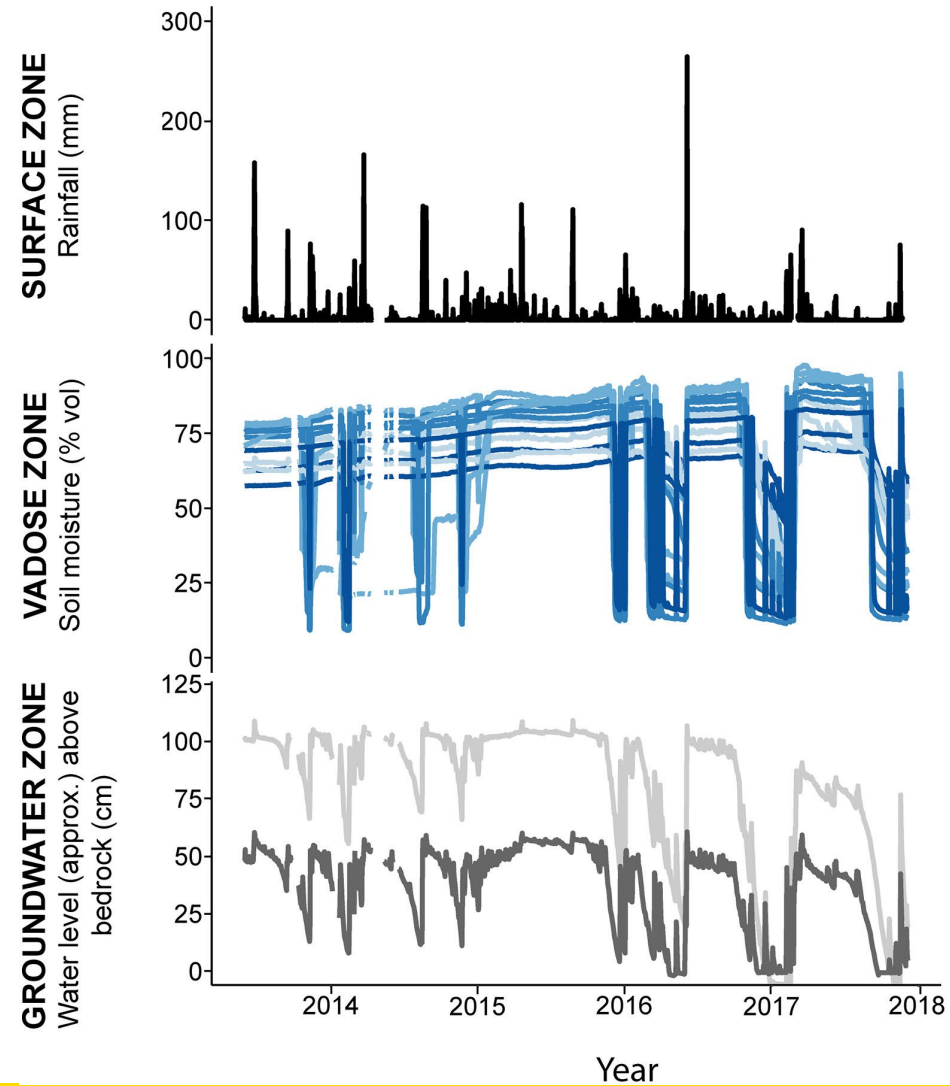 SURFACE ZONE
Rainfall (mm)
300
200
100
0
VADOSE ZONE
Soil moisture (% vol)
100
75
50
25
0
GROUNDWATER ZONE
Water level (approx.) above
bedrock (cm)
125
100
75
50
25
0
2014 2015 2016 2017 2018
Year